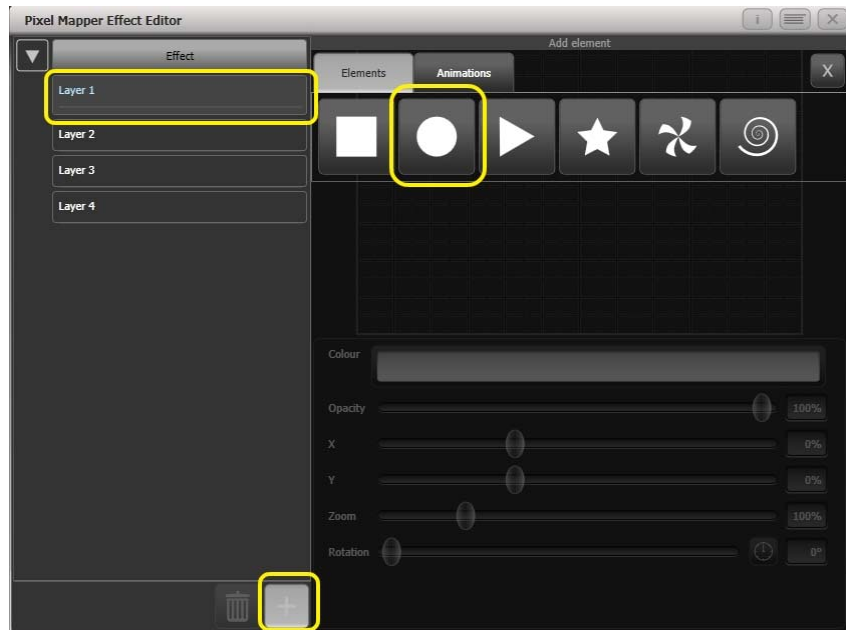 Pixel Mapper Effect Editor
i
X
Effect
Layer 1
Layer 2
Layer 3
Layer 4
Add element
Elements
Animations
X
Colour
Opacity
100%
X
0%
Y
0%
Zoom
100%
Rotation
0°
+